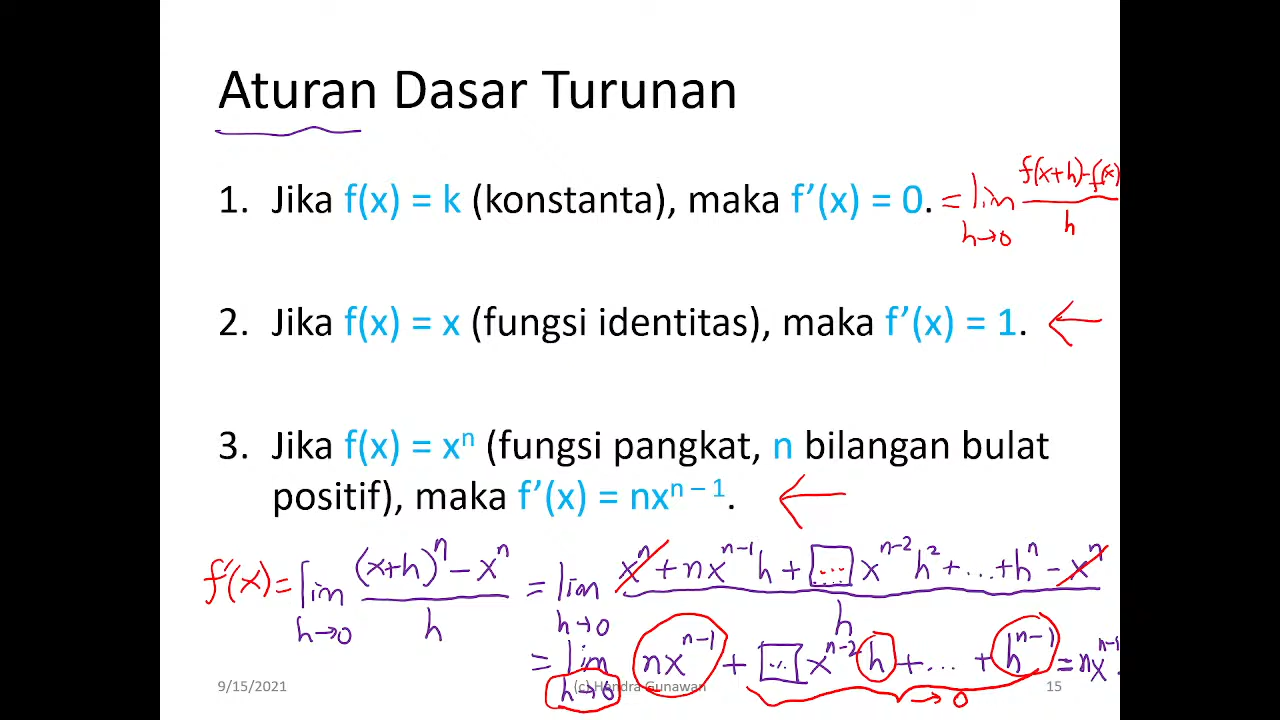 Aturan Dasar Turunan
1. Jika f(x) = k (konstanta), maka f’(x) = 0. = lim h→0 f(x+h)-f(x) / h
2. Jika f(x) = x (fungsi identitas), maka f’(x) = 1. ←
3. Jika f(x) = xⁿ (fungsi pangkat, n bilangan bulat
positif), maka f’(x) = nxⁿ ⁻ ¹. ←
f'(x) = lim h→0 (x+h)ⁿ - xⁿ / h = lim h→0 xⁿ + nxⁿ⁻¹h + [...] xⁿ⁻²h² + ... + hⁿ - xⁿ / h
= lim h→0 nxⁿ⁻¹ + [...] xⁿ⁻² h + ... + hⁿ⁻¹ = nxⁿ⁻¹.
→ 0
9/15/2021 (c) Hendra Gunawan 15